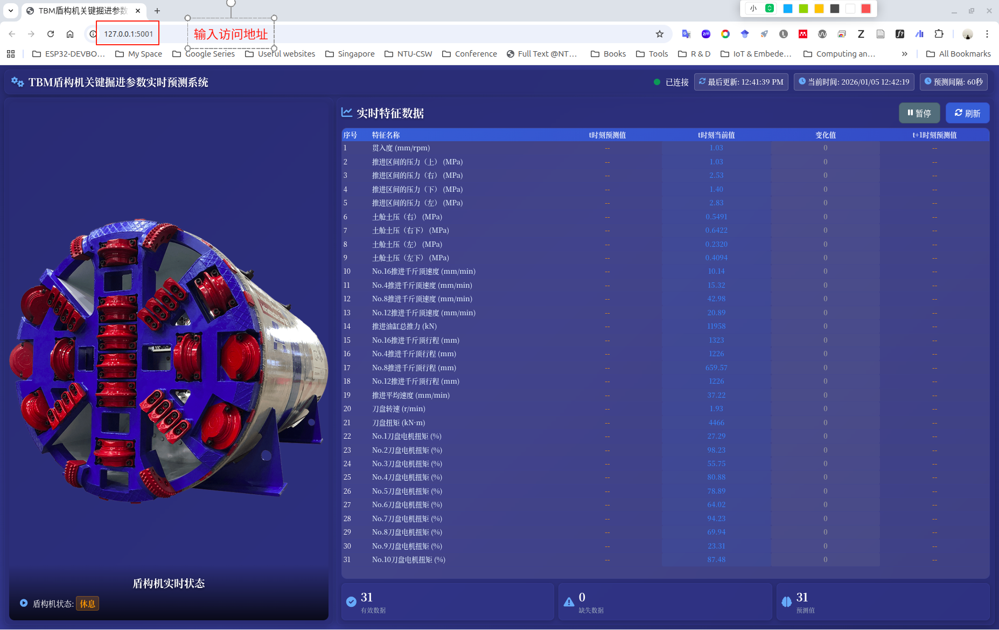 TBM盾构机关键掘进参数
小
127.0.0.1:5001
输入访问地址
ESP32-DEVBO...
My Space
Google Series
Useful websites
Singapore
NTU-CSW
Conference
Full Text @NT...
Books
Tools
R & D
IoT & Embede...
Computing an...
All Bookmarks
TBM盾构机关键掘进参数实时预测系统
已连接
最后更新: 12:41:39 PM
当前时间: 2026/01/05 12:42:19
预测间隔: 60秒
实时特征数据
暂停
刷新
序号 特征名称 t时刻预测值 t时刻当前值 变化值 t+1时刻预测值
1 贯入度 (mm/rpm) -- 1.03 0 --
2 推进区间的压力（上） (MPa) -- 1.03 0 --
3 推进区间的压力（右） (MPa) -- 2.53 0 --
4 推进区间的压力（下） (MPa) -- 1.40 0 --
5 推进区间的压力（左） (MPa) -- 2.83 0 --
6 土舱土压（右） (MPa) -- 0.5491 0 --
7 土舱土压（右下） (MPa) -- 0.6422 0 --
8 土舱土压（左） (MPa) -- 0.2320 0 --
9 土舱土压（左下） (MPa) -- 0.4094 0 --
10 No.16推进千斤顶速度 (mm/min) -- 10.14 0 --
11 No.4推进千斤顶速度 (mm/min) -- 15.32 0 --
12 No.8推进千斤顶速度 (mm/min) -- 42.98 0 --
13 No.12推进千斤顶速度 (mm/min) -- 20.89 0 --
14 推进油缸总推力 (kN) -- 11958 0 --
15 No.16推进千斤顶行程 (mm) -- 1323 0 --
16 No.4推进千斤顶行程 (mm) -- 1226 0 --
17 No.8推进千斤顶行程 (mm) -- 659.57 0 --
18 No.12推进千斤顶行程 (mm) -- 1226 0 --
19 推进平均速度 (mm/min) -- 37.22 0 --
20 刀盘转速 (r/min) -- 1.93 0 --
21 刀盘扭矩 (kN·m) -- 4466 0 --
22 No.1刀盘电机扭矩 (%) -- 27.29 0 --
23 No.2刀盘电机扭矩 (%) -- 98.23 0 --
24 No.3刀盘电机扭矩 (%) -- 55.75 0 --
25 No.4刀盘电机扭矩 (%) -- 80.88 0 --
26 No.5刀盘电机扭矩 (%) -- 78.89 0 --
27 No.6刀盘电机扭矩 (%) -- 64.02 0 --
28 No.7刀盘电机扭矩 (%) -- 94.23 0 --
29 No.8刀盘电机扭矩 (%) -- 69.94 0 --
30 No.9刀盘电机扭矩 (%) -- 23.31 0 --
31 No.10刀盘电机扭矩 (%) -- 87.48 0 --
盾构机实时状态
盾构机状态: 休息
31
有效数据
0
缺失数据
31
预测值